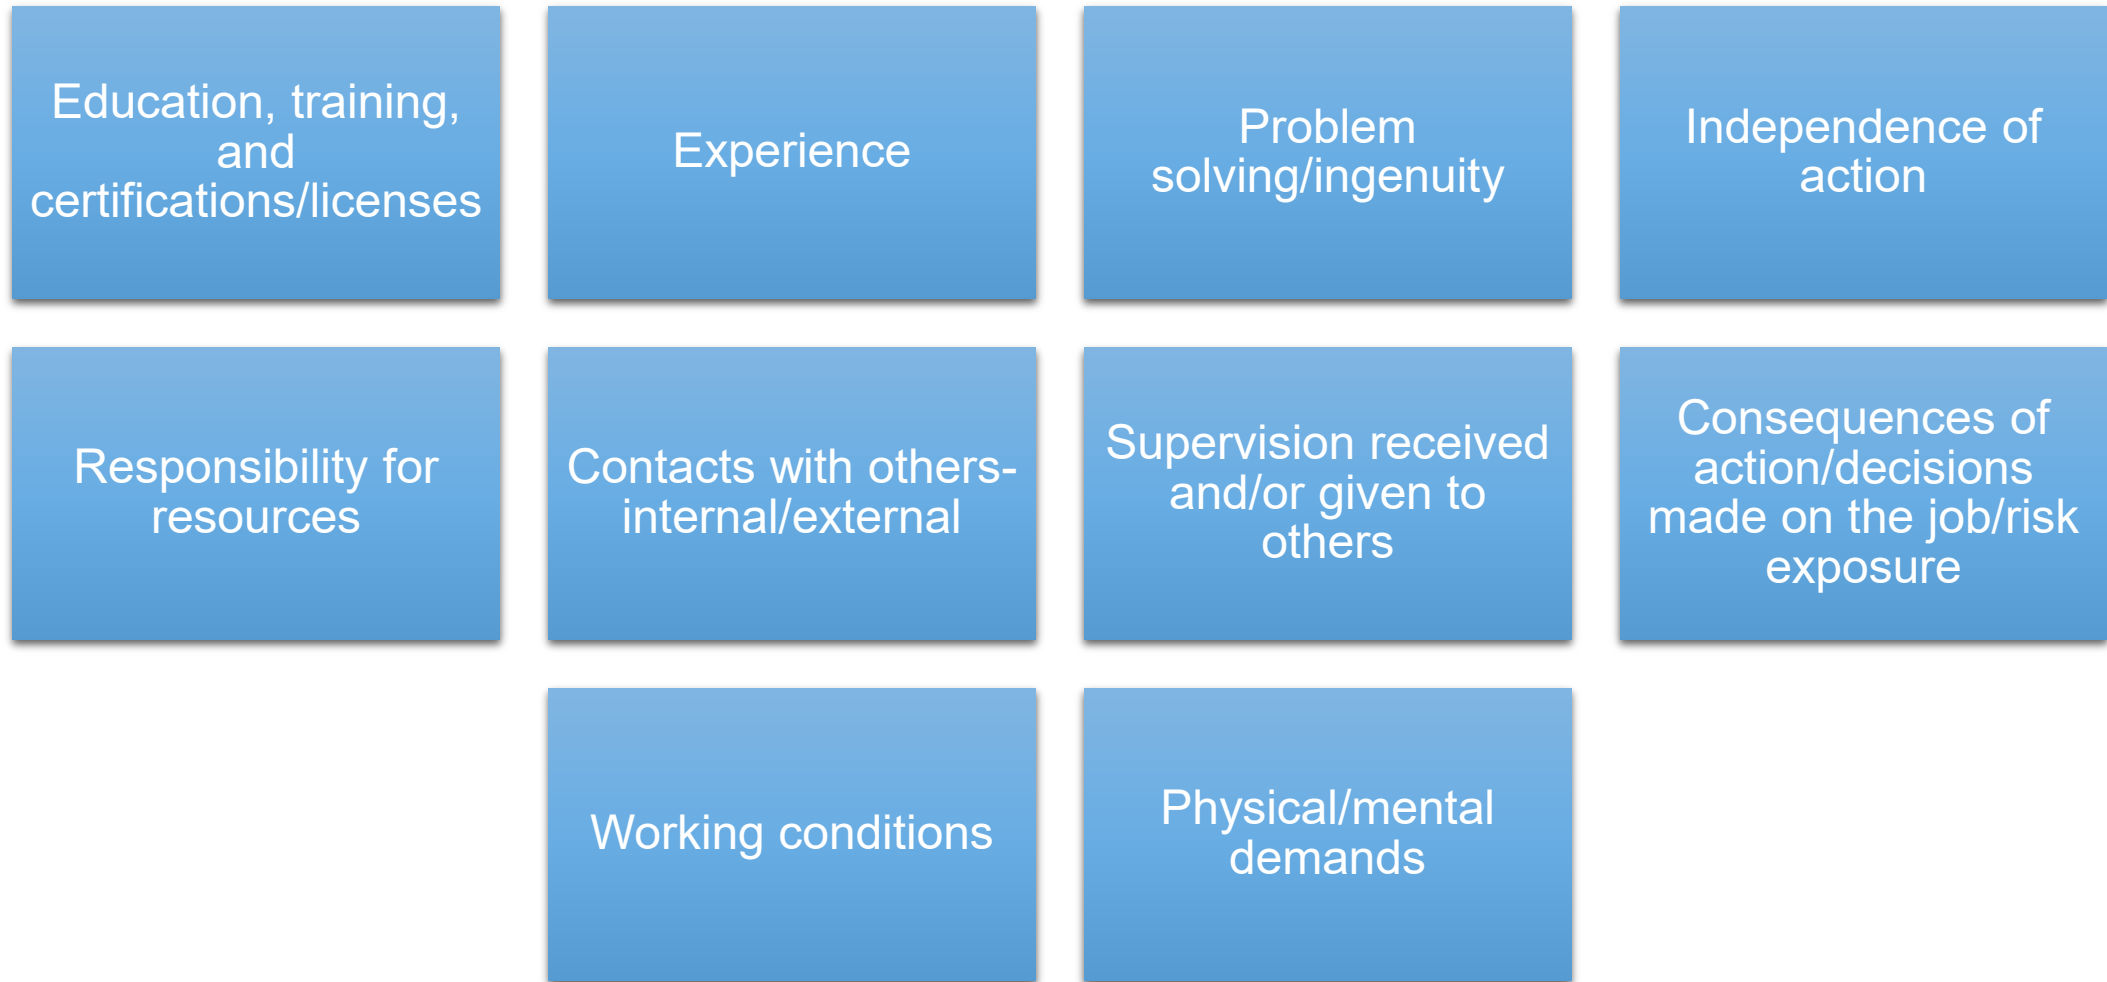 Education, training,
and
certifications/licenses
Experience
Problem
solving/ingenuity
Independence of
action
Responsibility for
resources
Contacts with others-
internal/external
Supervision received
and/or given to
others
Consequences of
action/decisions
made on the job/risk
exposure
Working conditions
Physical/mental
demands